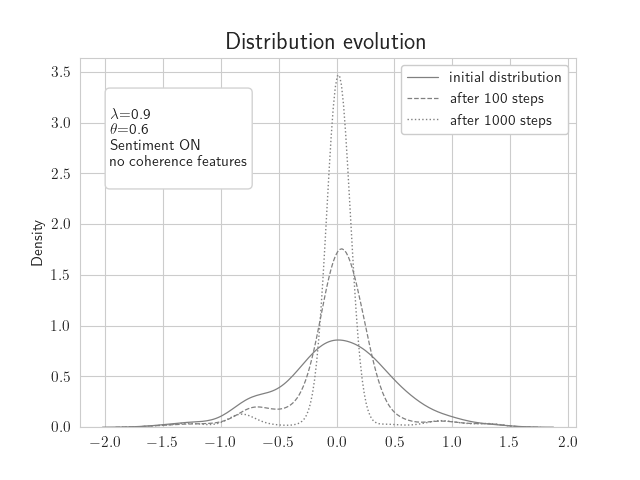 Distribution evolution
initial distribution
after 100 steps
after 1000 steps
λ=0.9
θ=0.6
Sentiment ON
no coherence features
Density
3.5
3.0
2.5
2.0
1.5
1.0
0.5
0.0
−2.0 −1.5 −1.0 −0.5 0.0 0.5 1.0 1.5 2.0